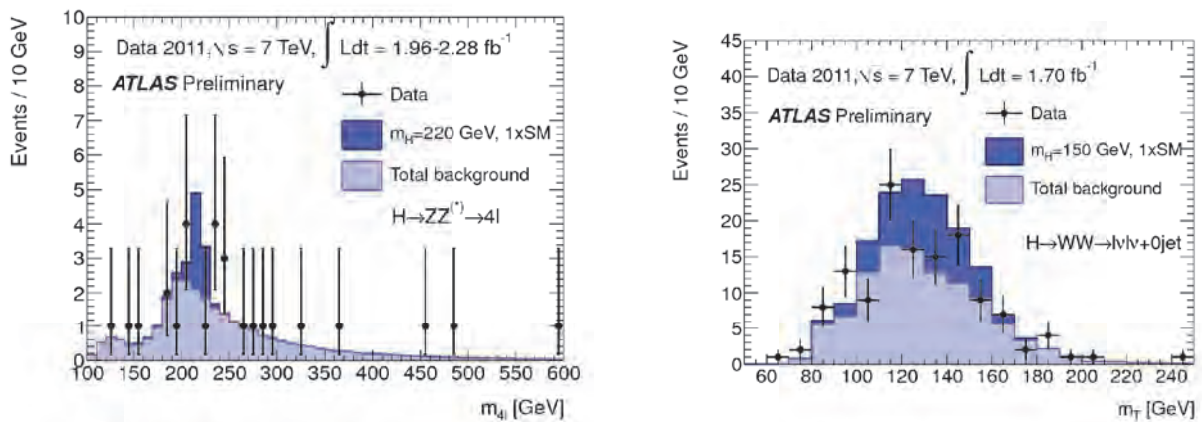 Data 2011,√s = 7 TeV, ∫ Ldt = 1.96-2.28 fb⁻¹
ATLAS Preliminary
Data
m_H=220 GeV, 1xSM
Total background
H→ZZ(*)→4l
Events / 10 GeV
10
9
8
7
6
5
4
3
2
1
0
100 150 200 250 300 350 400 450 500 550 600
m_4l [GeV]
Data 2011,√s = 7 TeV, ∫ Ldt = 1.70 fb⁻¹
ATLAS Preliminary
Data
m_H=150 GeV, 1xSM
Total background
H→WW→lνlν+0jet
Events / 10 GeV
45
40
35
30
25
20
15
10
5
0
60 80 100 120 140 160 180 200 220 240
m_T [GeV]